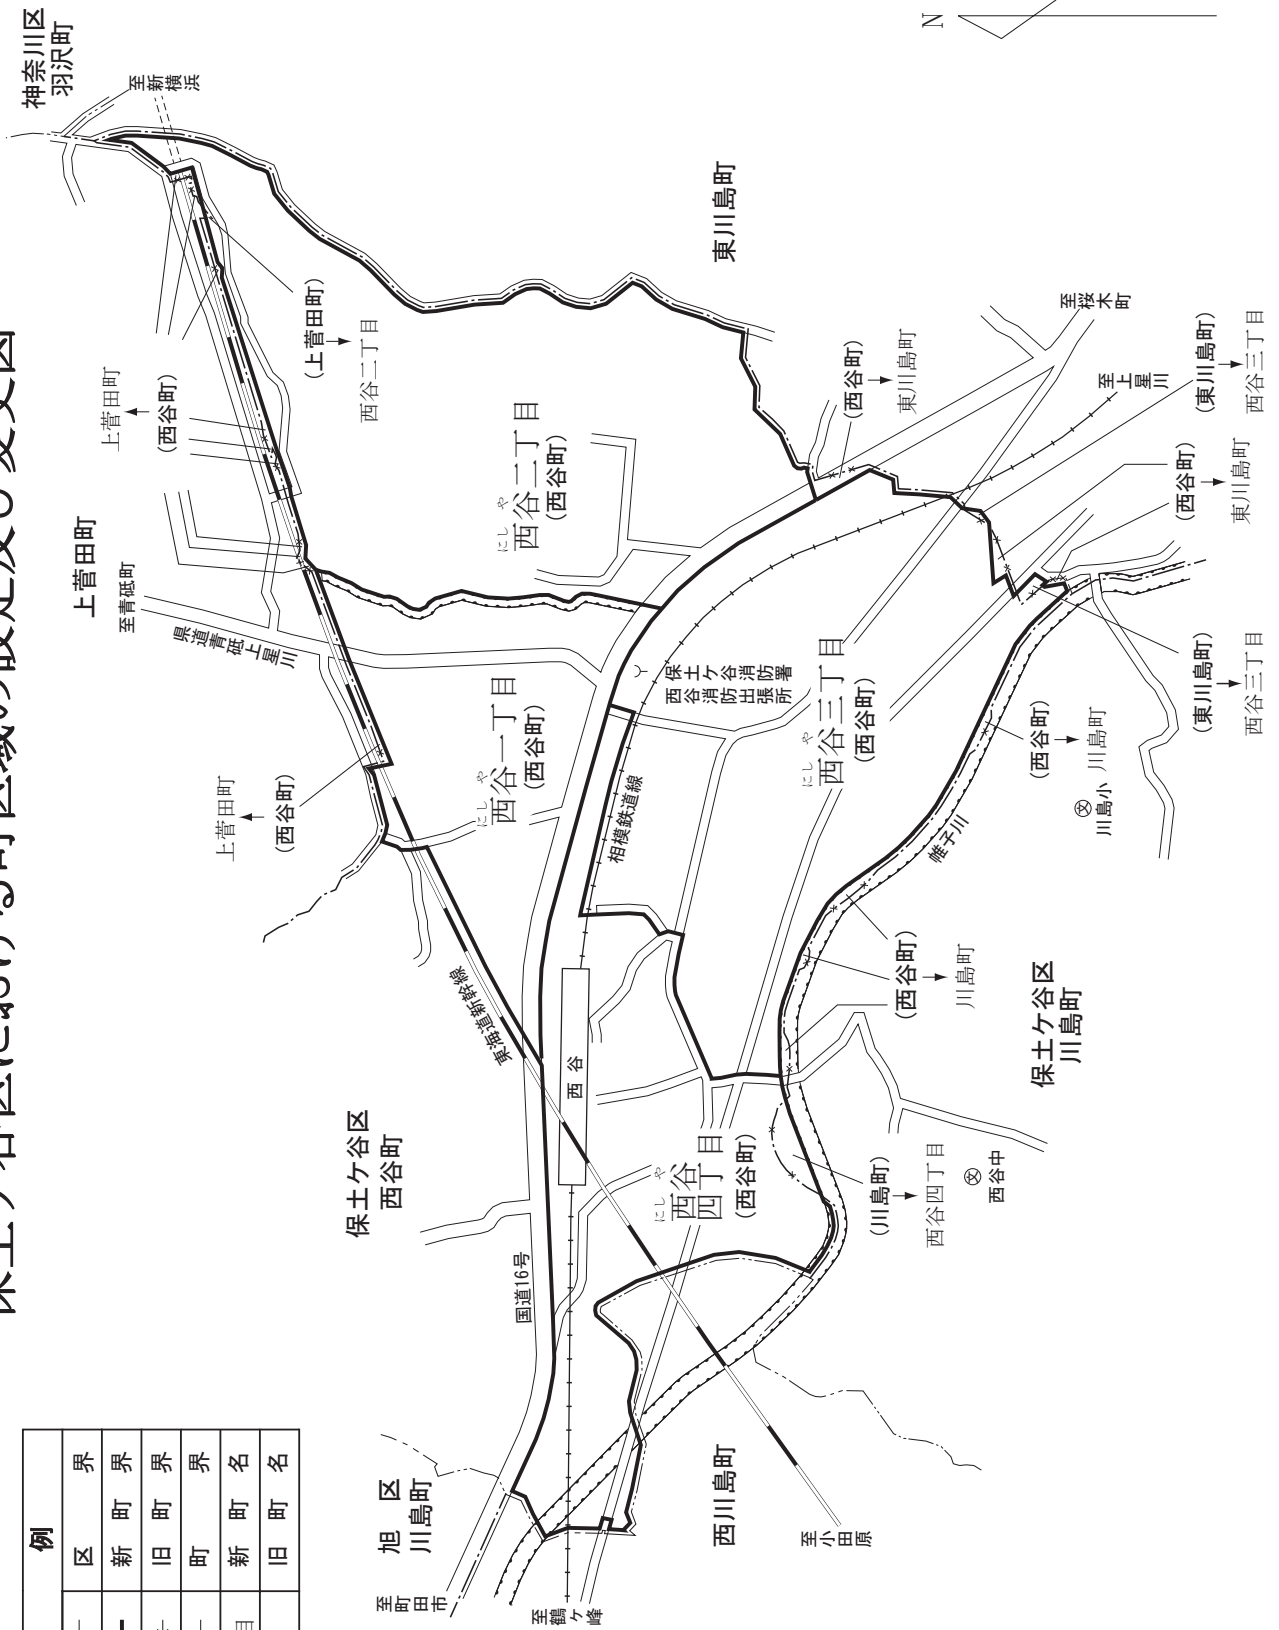 保土ケ谷区における町区域の設定及び変更図
例
区界
新町界
旧町界
町界
新町名
旧町名
目
神奈川区
羽沢町
至新横浜
N
上菅田町
至青砥町
県道青砥上星川
上菅田町
(西谷町)
(上菅田町)
西谷二丁目
東川島町
にしや
西谷二丁目
(西谷町)
(西谷町)
東川島町
至桜木町
至上星川
(東川島町)
西谷三丁目
(西谷町)
東川島町
上菅田町
(西谷町)
にしや
西谷一丁目
(西谷町)
保土ケ谷消防署
西谷消防出張所
にしや
西谷三丁目
(西谷町)
(東川島町)
西谷三丁目
(西谷町)
川島町
文
川島小
相模鉄道線
帷子川
東海道新幹線
西谷
(西谷町)
川島町
保土ケ谷区
川島町
保土ケ谷区
西谷町
国道16号
にしや
西谷
四丁目
(西谷町)
(川島町)
西谷四丁目
文
西谷中
旭区
川島町
西川島町
至小田原
至町田市
至鶴ケ峰